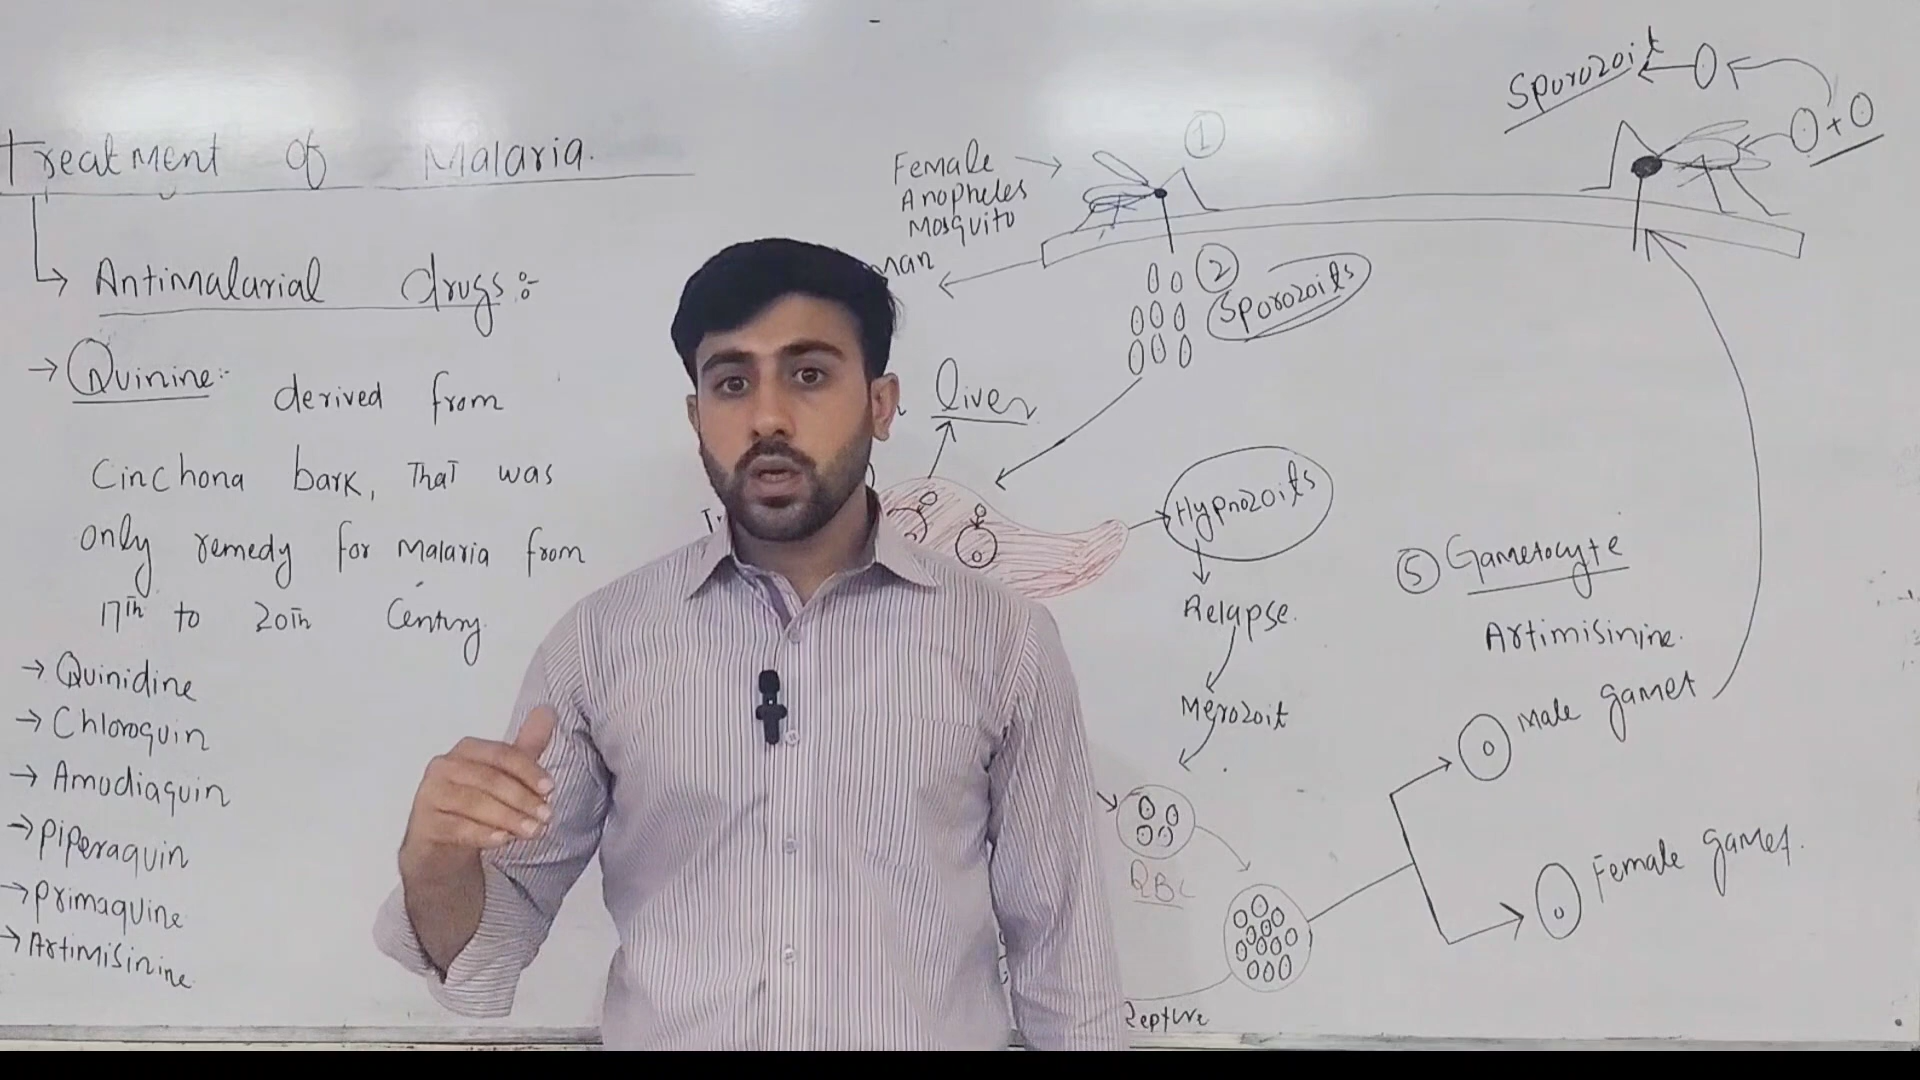 Treatment of Malaria.
Antimalarial drugs:-
Quinine:- derived from
Cinchona bark, That was
only remedy for Malaria from
17th to 20th Century.
Quinidine
Chloroquin
Amodiaquin
Piperaquin
Primaquine
Artimisinine
Female
Anopheles
Mosquito
1
2
Sporozoits
liver
Hypnozoits
Relapse.
Merozoit
RBC
Repture
Sporozoit
+
5 Gametocyte
Artimisinine.
Male gamet
Female gamet.